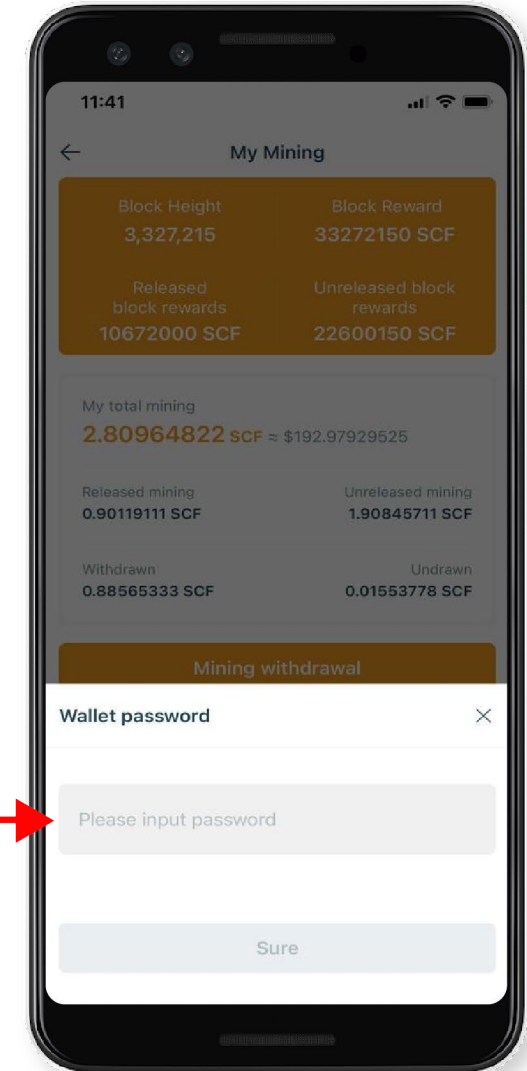 11:41
My Mining
Block Height
Block Reward
3,327,215
33272150 SCF
Released
block rewards
Unreleased block
rewards
10672000 SCF
22600150 SCF
My total mining
2.80964822 SCF ≈ $192.97929525
Released mining
Unreleased mining
0.90119111 SCF
1.90845711 SCF
Withdrawn
Undrawn
0.88565333 SCF
0.01553778 SCF
Mining withdrawal
Wallet password
Please input password
Sure